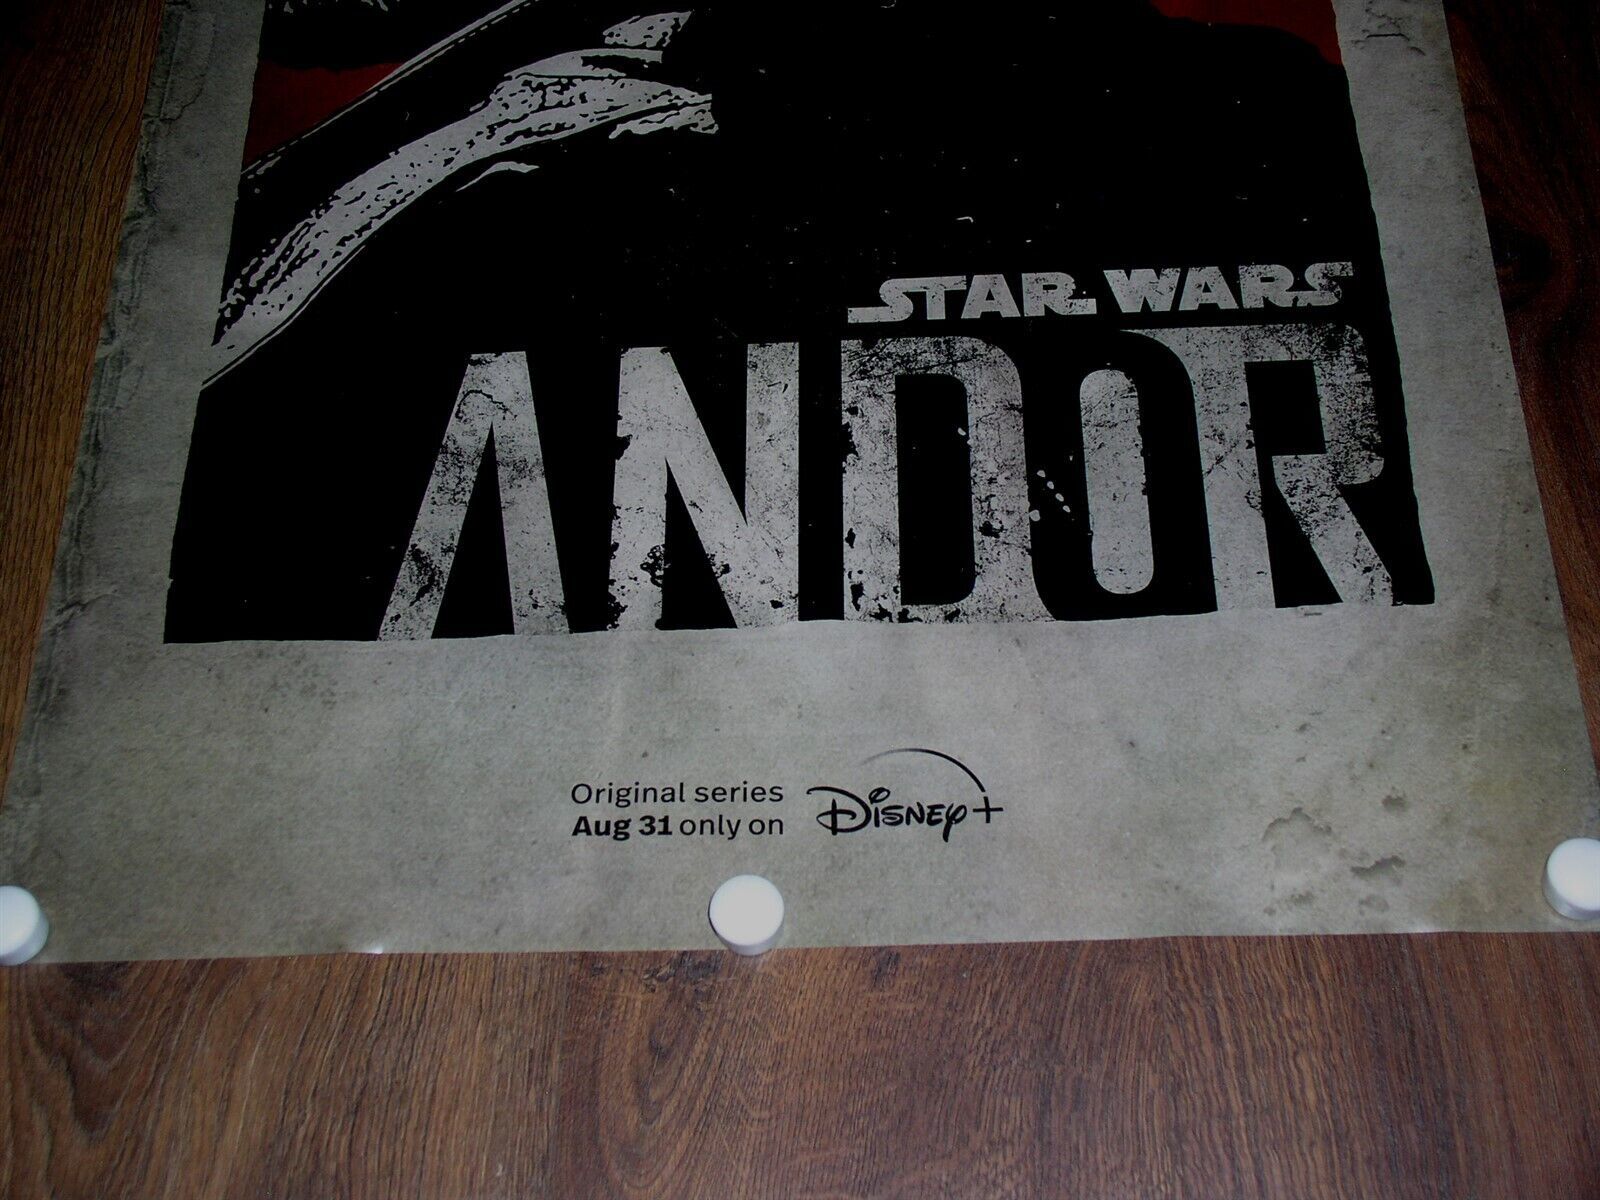 STAR WARS
ANDOR
Original series
Aug 31 only on
Disney+